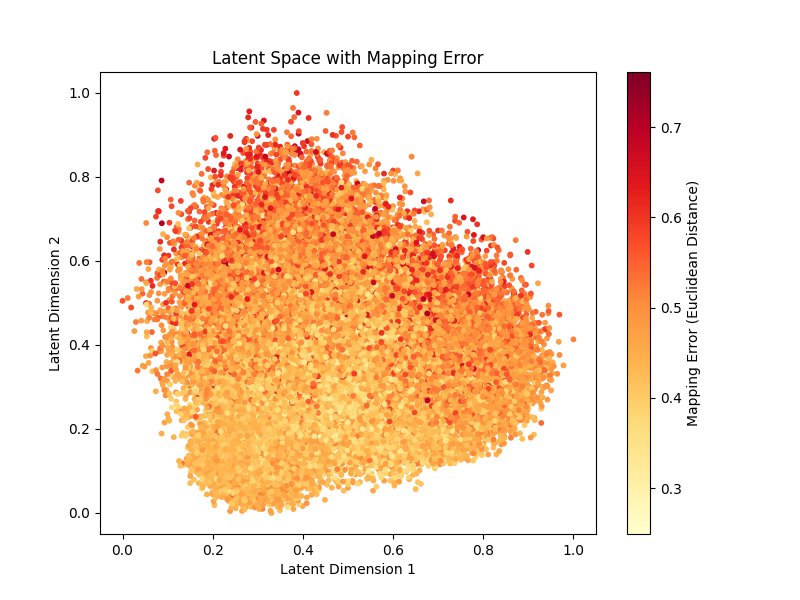 Latent Space with Mapping Error
1.0
0.8
0.6
0.4
0.2
0.0
Latent Dimension 2
0.0 0.2 0.4 0.6 0.8 1.0
Latent Dimension 1
0.7
0.6
0.5
0.4
0.3
Mapping Error (Euclidean Distance)